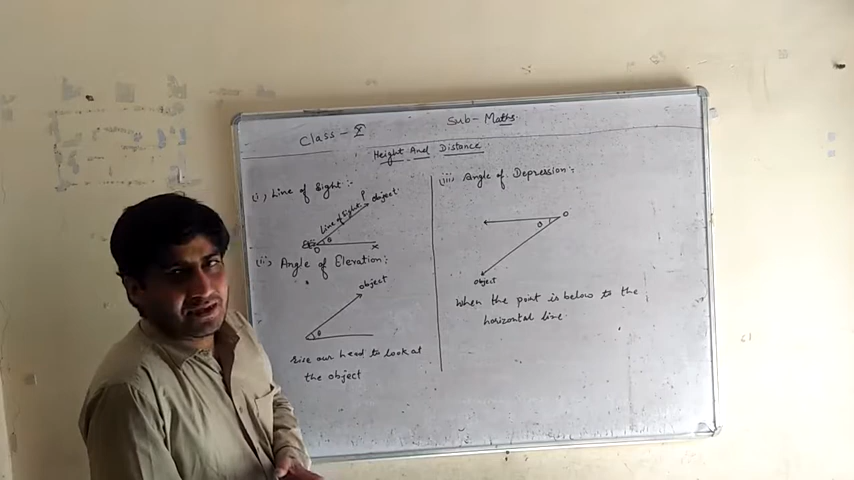 Class - X
Sub - Maths
Height And Distance
(i) Line of Sight :-
P
object
Line of Sight
θ
O
X
(ii) Angle of Elevation :-
object
θ
rise our head to look at
the object
(iii) Angle of Depression :-
O
θ
object
When the point is below to the
horizontal line.